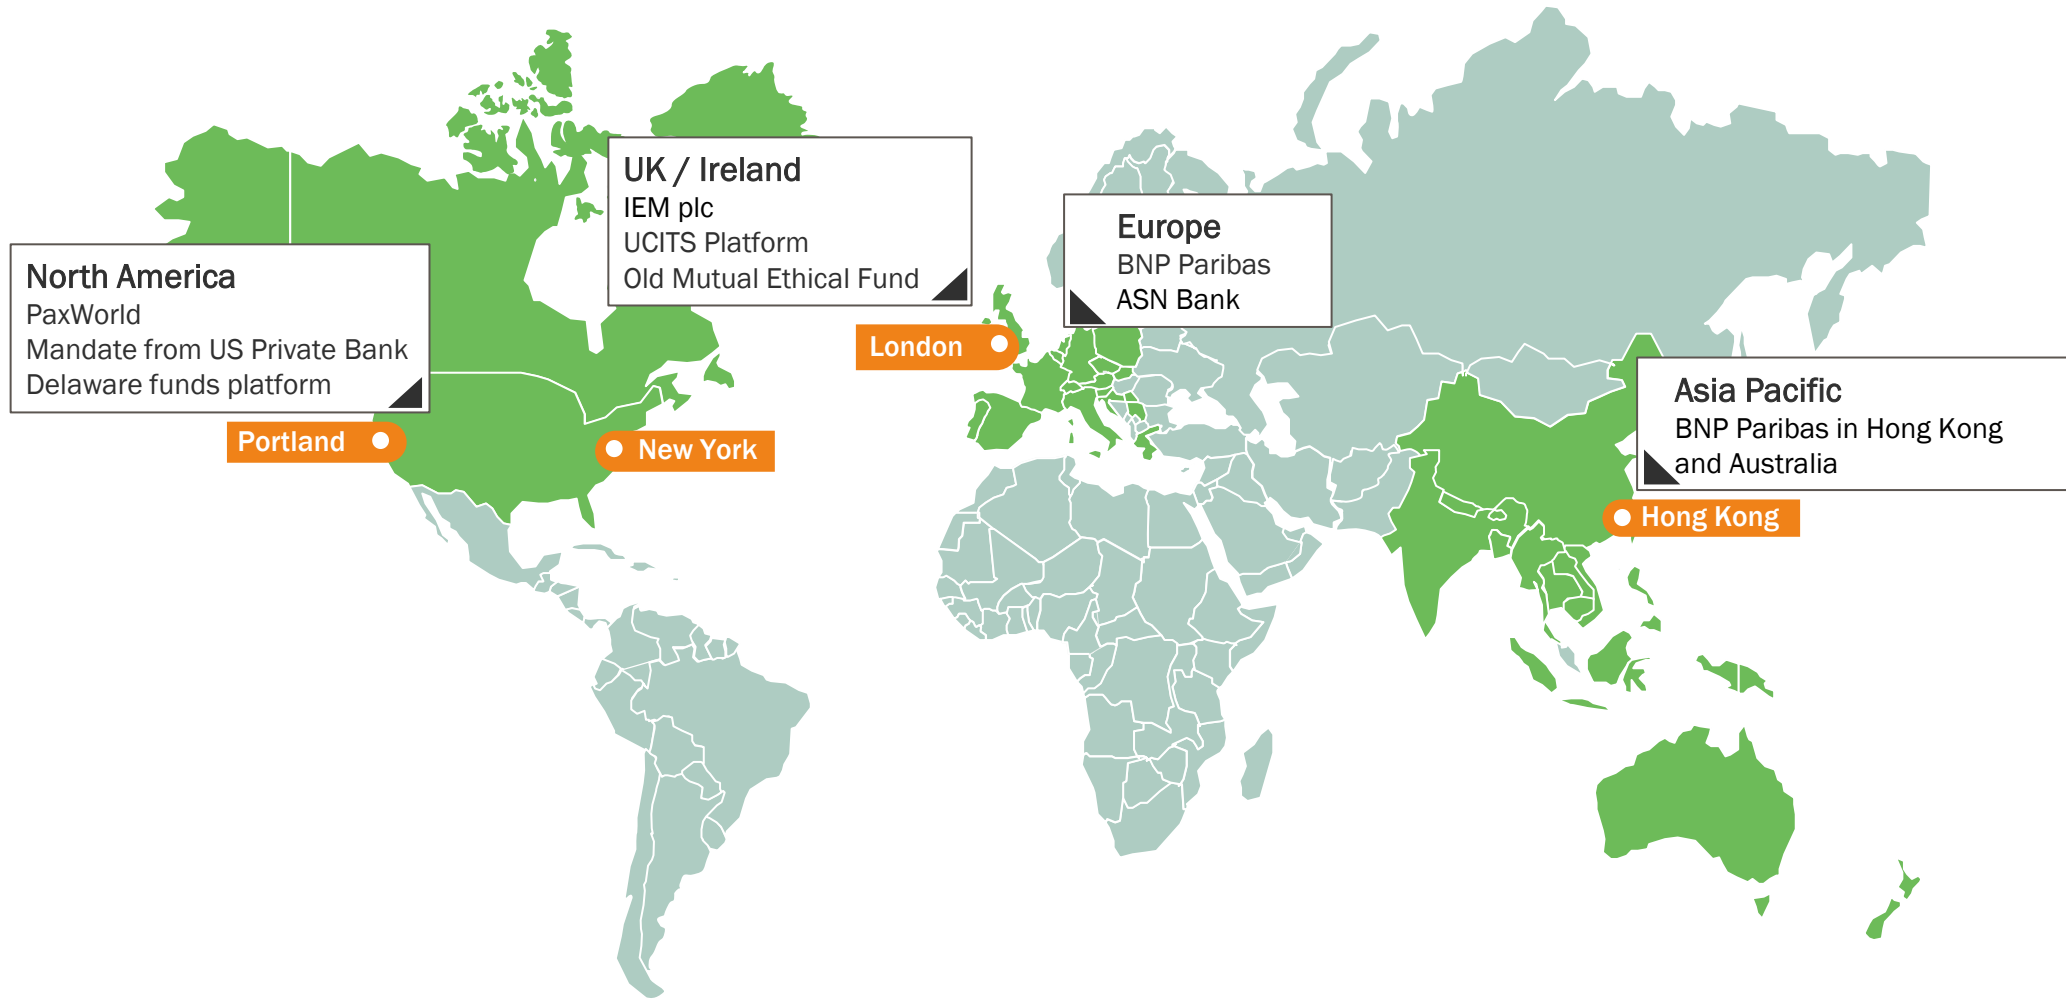 UK / Ireland
IEM plc
UCITS Platform
Old Mutual Ethical Fund
Europe
BNP Paribas
ASN Bank
North America
PaxWorld
Mandate from US Private Bank
Delaware funds platform
London
Asia Pacific
BNP Paribas in Hong Kong
and Australia
Portland
New York
Hong Kong